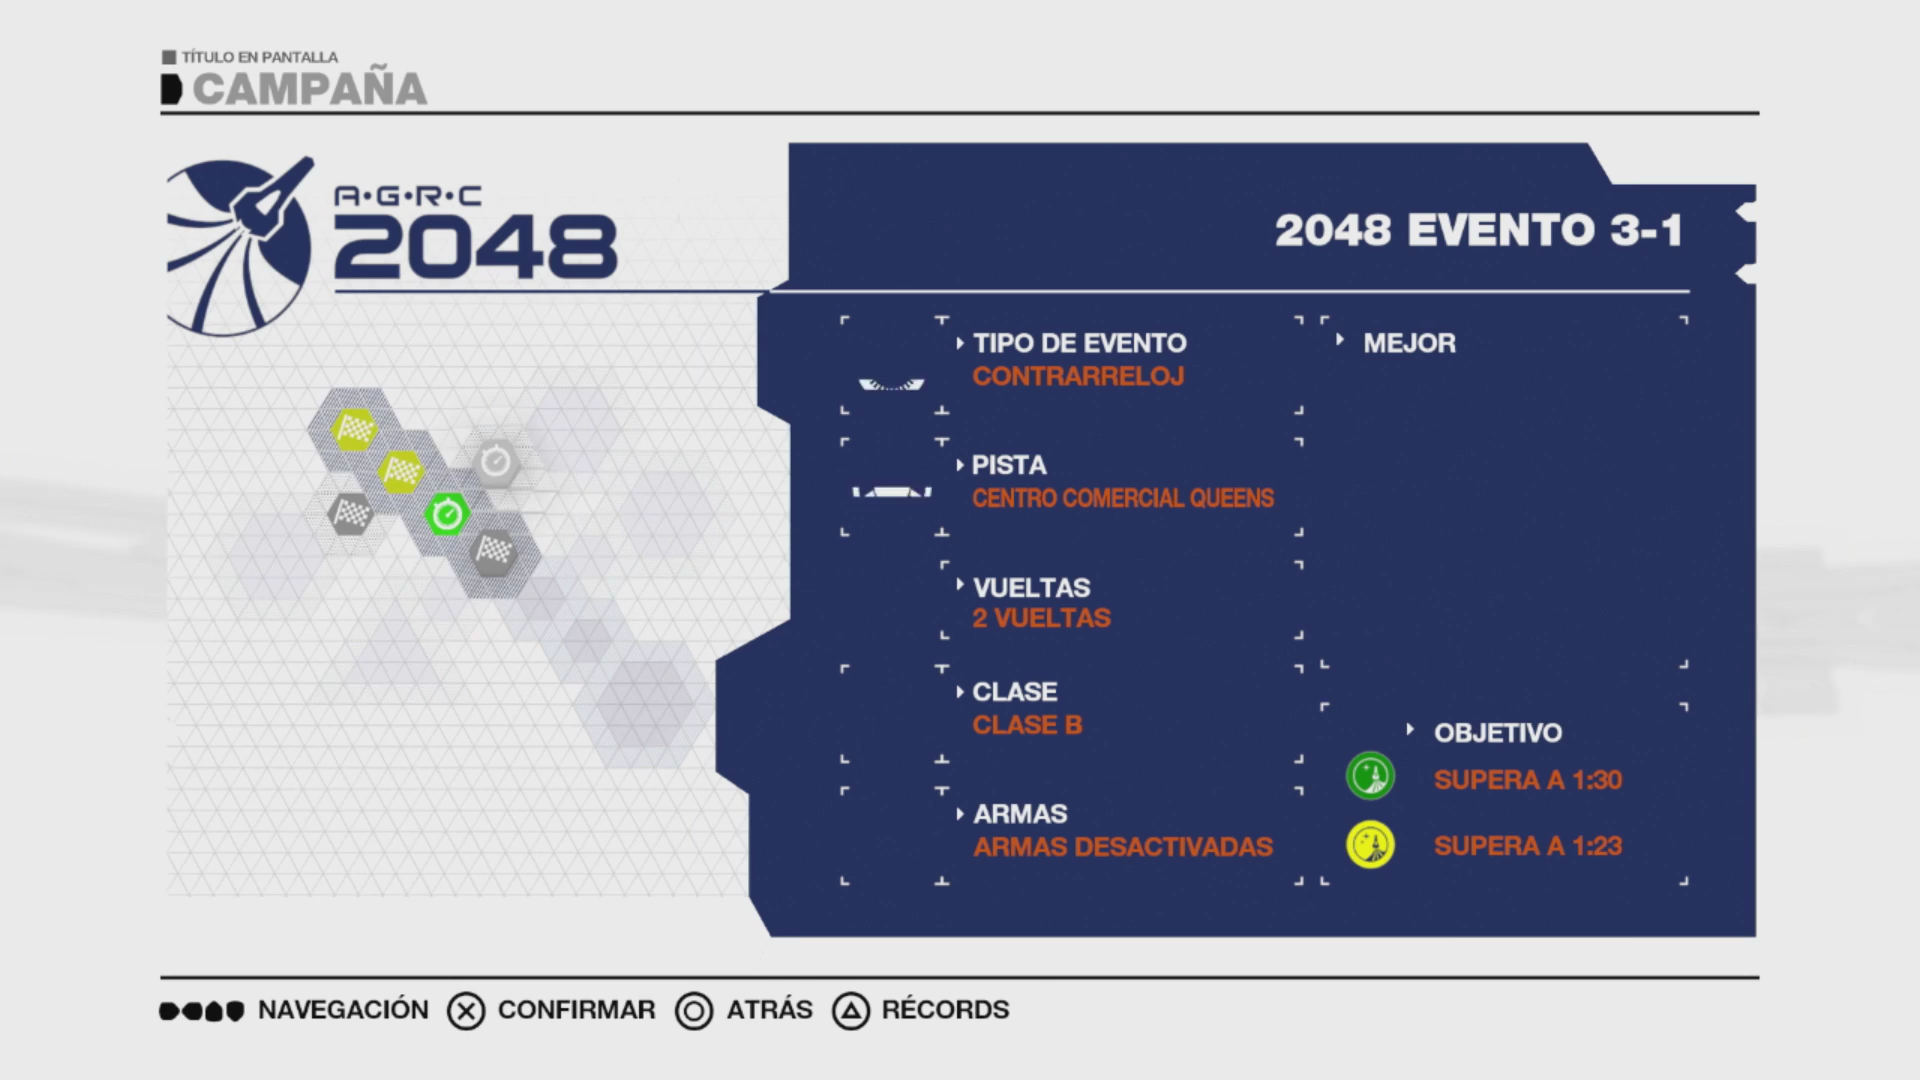 TÍTULO EN PANTALLA
CAMPAÑA
A·G·R·C
2048
2048 EVENTO 3-1
TIPO DE EVENTO
CONTRARRELOJ
PISTA
CENTRO COMERCIAL QUEENS
VUELTAS
2 VUELTAS
CLASE
CLASE B
ARMAS
ARMAS DESACTIVADAS
MEJOR
OBJETIVO
SUPERA A 1:30
SUPERA A 1:23
NAVEGACIÓN CONFIRMAR ATRÁS RÉCORDS